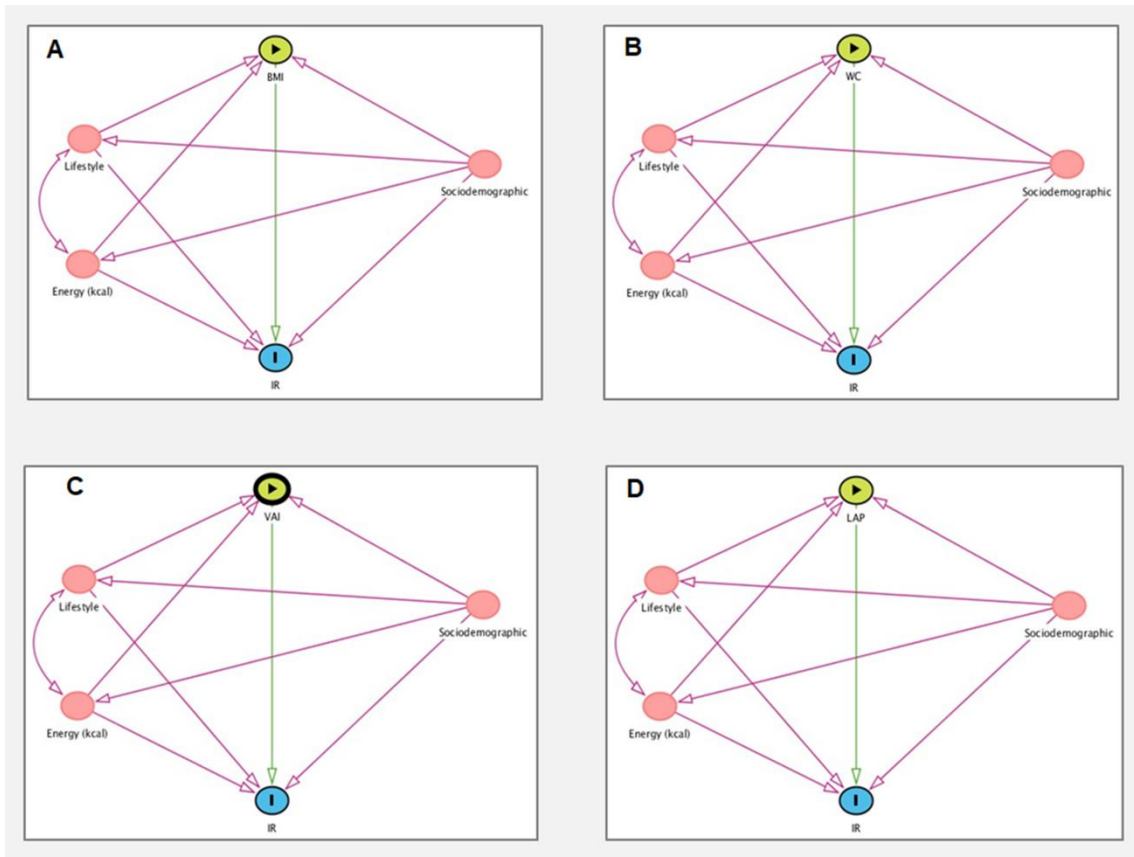 A
BMI
Lifestyle
Sociodemographic
Energy (kcal)
IR
B
WC
Lifestyle
Sociodemographic
Energy (kcal)
IR
C
VAI
Lifestyle
Sociodemographic
Energy (kcal)
I
IR
D
LAP
Lifestyle
Sociodemographic
Energy (kcal)
I
IR